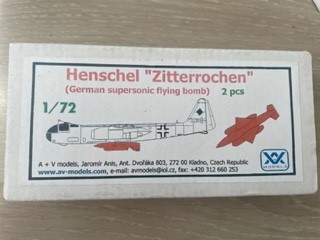 Henschel "Zitterrochen"
(German supersonic flying bomb) 2 pcs
1/72
A + V models, Jaromír Anis, Ant. Dvořáka 803, 272 00 Kladno, Czech Republic
www.av-models.com, e-mail: avmodels@iol.cz, fax: +420 312 660 253
MODELS